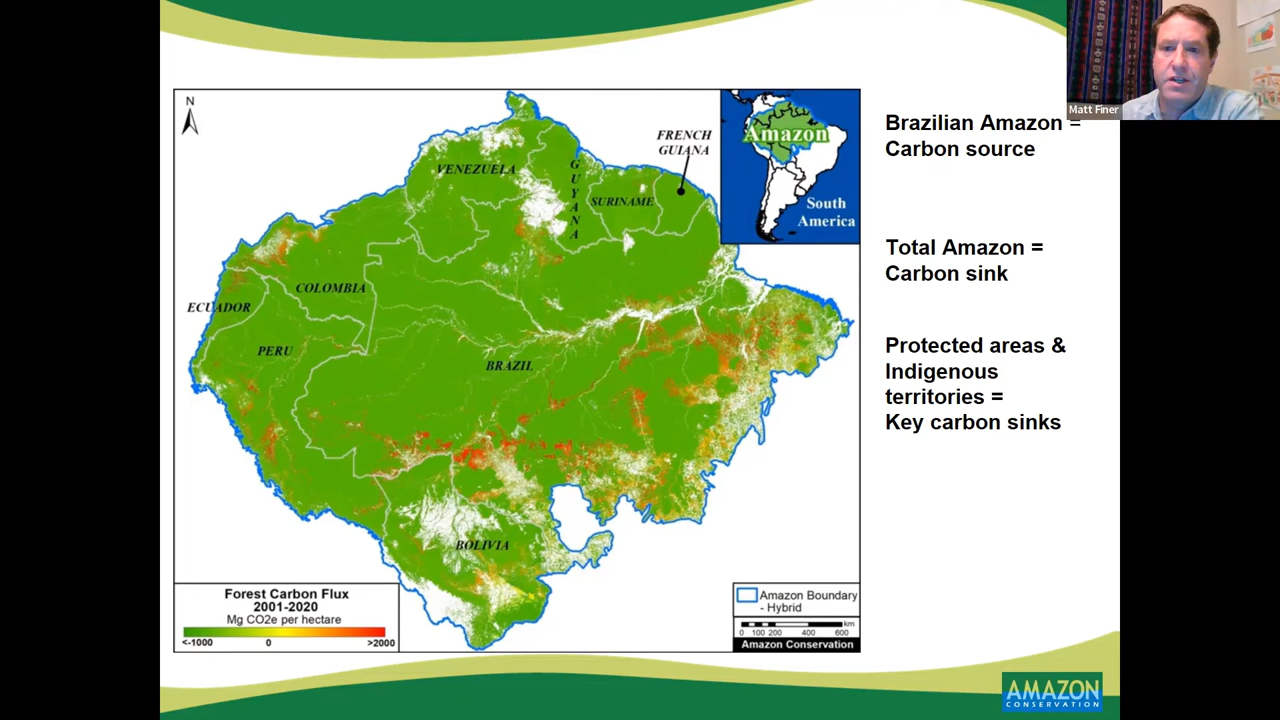 Matt Finer
Brazilian Amazon =
Carbon source
Total Amazon =
Carbon sink
Protected areas &
Indigenous
territories =
Key carbon sinks
N
VENEZUELA
GUYANA
SURINAME
FRENCH
GUIANA
COLOMBIA
ECUADOR
PERU
BRAZIL
BOLIVIA
Amazon
South
America
Forest Carbon Flux
2001-2020
Mg CO2e per hectare
<-1000 0 >2000
Amazon Boundary
- Hybrid
km
0 100 200 400 600
Amazon Conservation
AMAZON
CONSERVATION